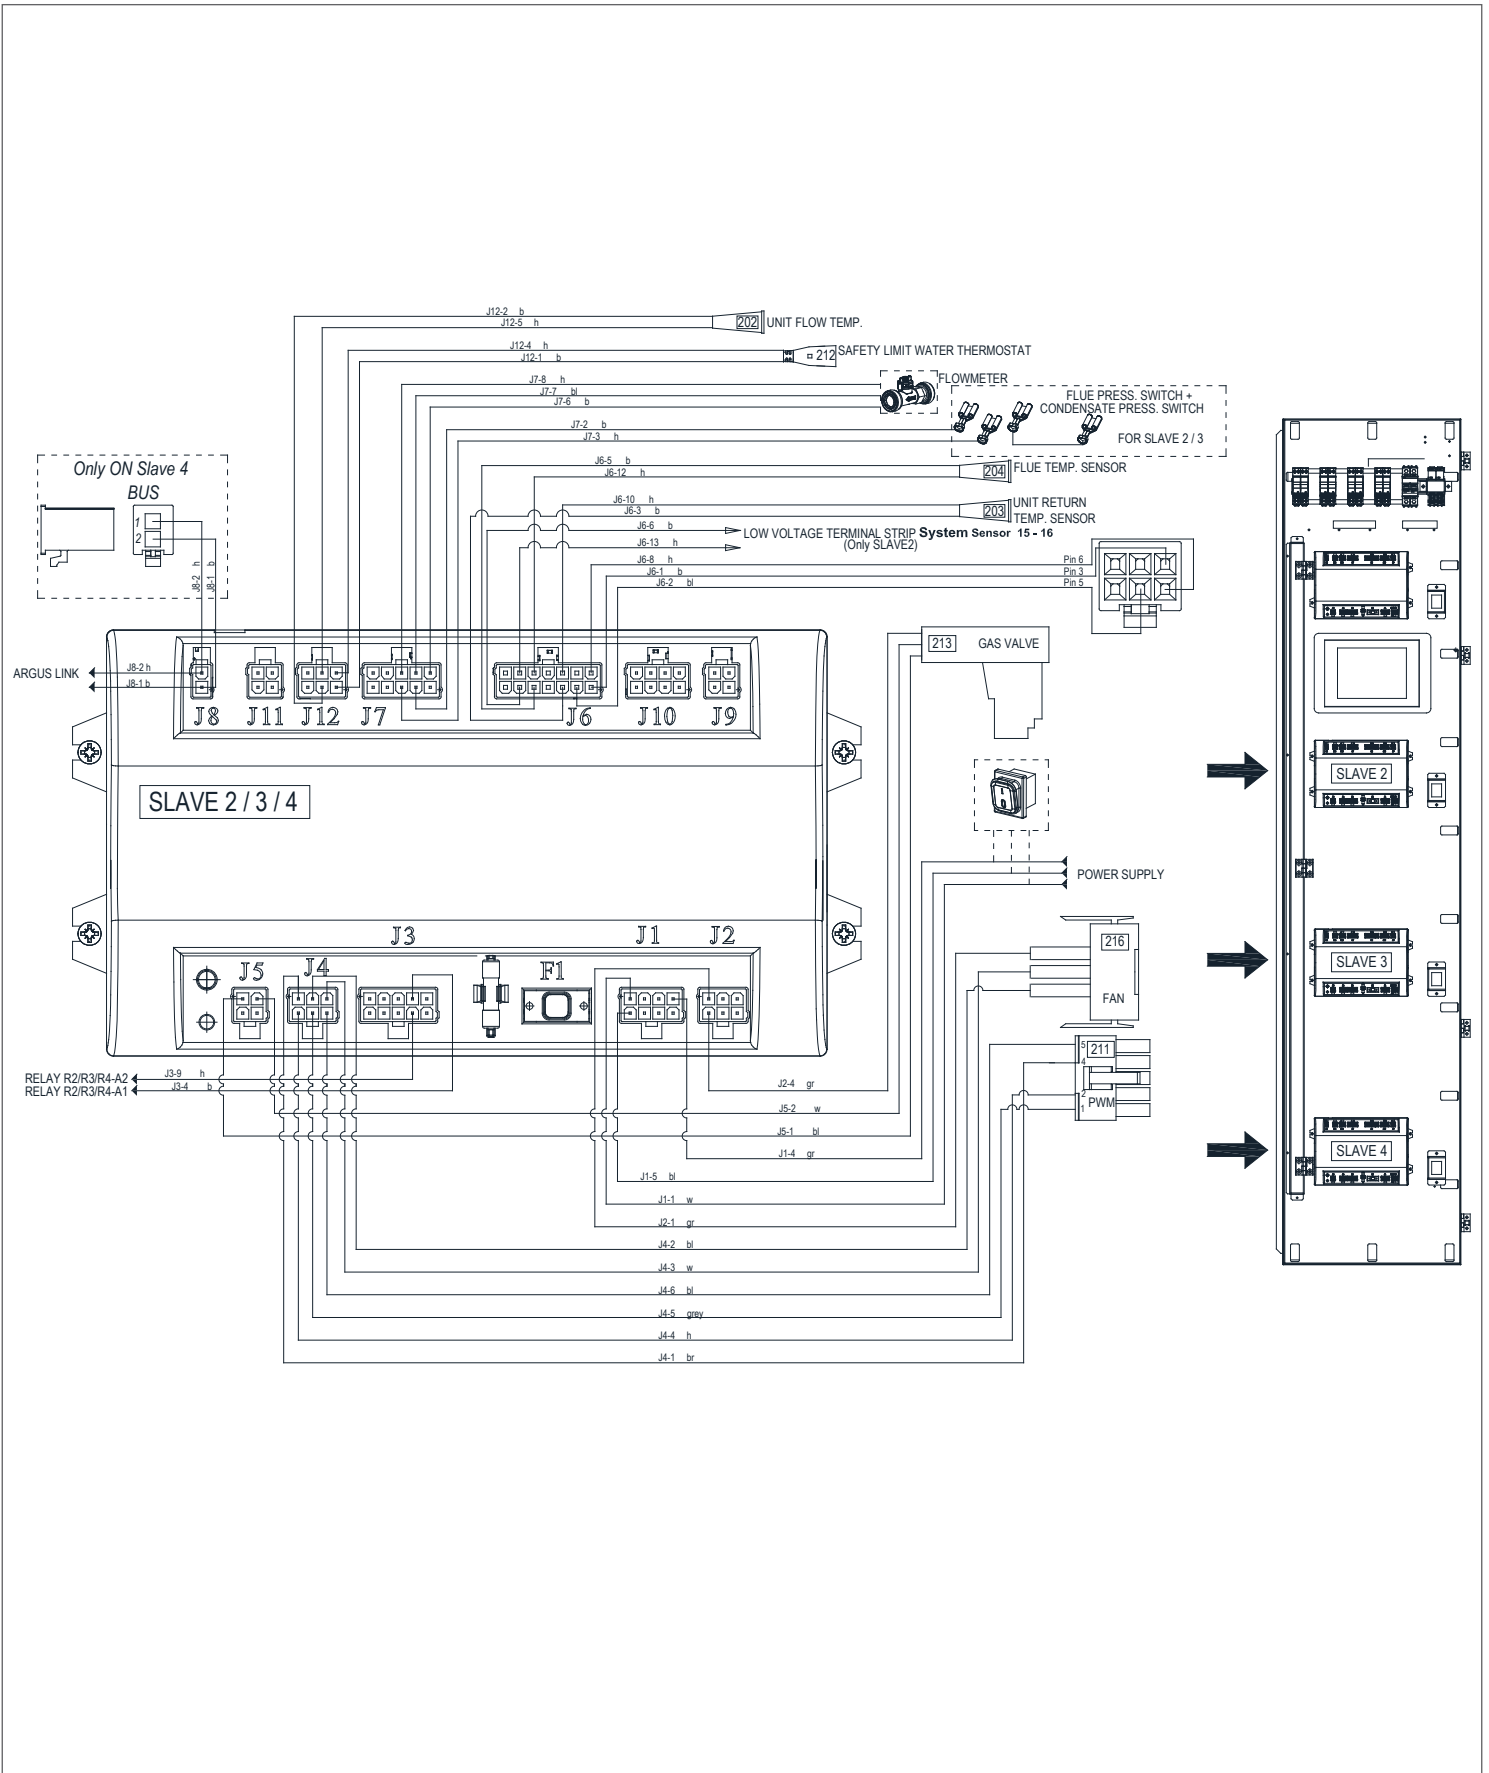 J12-2 b
J12-5 h
202 UNIT FLOW TEMP.
J12-4 h
J12-1 b
212 SAFETY LIMIT WATER THERMOSTAT
J7-8 h
J7-7 bl
J7-6 b
FLOWMETER
FLUE PRESS. SWITCH +
CONDENSATE PRESS. SWITCH
FOR SLAVE 2 / 3
J7-2 b
J7-3 h
J6-5 b
J6-12 h
204 FLUE TEMP. SENSOR
J6-10 h
J6-3 b
203 UNIT RETURN
TEMP. SENSOR
J6-6 b
J6-13 h
LOW VOLTAGE TERMINAL STRIP System Sensor 15 - 16
(Only SLAVE2)
J6-8 h
J6-1 b
J6-2 bl
Pin 6
Pin 3
Pin 5
Only ON Slave 4
BUS
1
2
J8-2 h
J8-1 b
ARGUS LINK
J8-2 h
J8-1 b
J8 J11 J12 J7 J6 J10 J9
SLAVE 2 / 3 / 4
213 GAS VALVE
I
O
POWER SUPPLY
J3 J1 J2
J5 J4 F1
216
FAN
5 211
4
2
PWM
1
RELAY R2/R3/R4-A2
RELAY R2/R3/R4-A1
J3-9 h
J3-4 b
J2-4 gr
J5-2 w
J5-1 bl
J1-4 gr
J1-5 bl
J1-1 w
J2-1 gr
J4-2 bl
J4-3 w
J4-6 bl
J4-5 grey
J4-4 h
J4-1 br
SLAVE 2
SLAVE 3
SLAVE 4